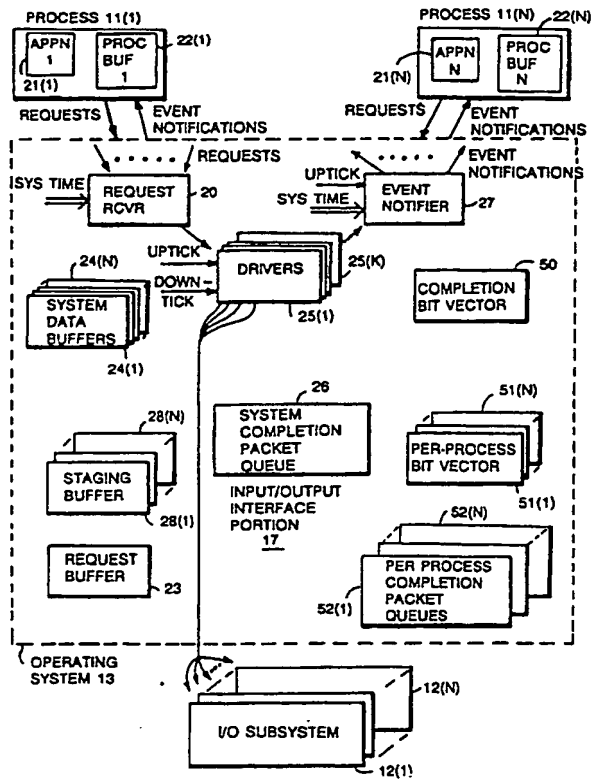 PROCESS 11(1)
APPN
1
21(1)
PROC
BUF
1
22(1)
PROCESS 11(N)
22(N)
APPN
N
21(N)
PROC
BUF
N
REQUESTS
EVENT
NOTIFICATIONS
REQUESTS
EVENT
NOTIFICATIONS
REQUESTS
EVENT
NOTIFICATIONS
SYS TIME
REQUEST
RCVR
20
UPTICK
SYS TIME
EVENT
NOTIFIER
27
UPTICK
DOWN-
TICK
DRIVERS
25(K)
25(1)
24(N)
SYSTEM
DATA
BUFFERS
24(1)
50
COMPLETION
BIT VECTOR
26
SYSTEM
COMPLETION
PACKET
QUEUE
51(N)
PER-PROCESS
BIT VECTOR
51(1)
28(N)
STAGING
BUFFER
28(1)
INPUT/OUTPUT
INTERFACE
PORTION
17
52(N)
PER PROCESS
COMPLETION
PACKET
QUEUES
52(1)
REQUEST
BUFFER
23
OPERATING
SYSTEM 13
12(N)
I/O SUBSYSTEM
12(1)